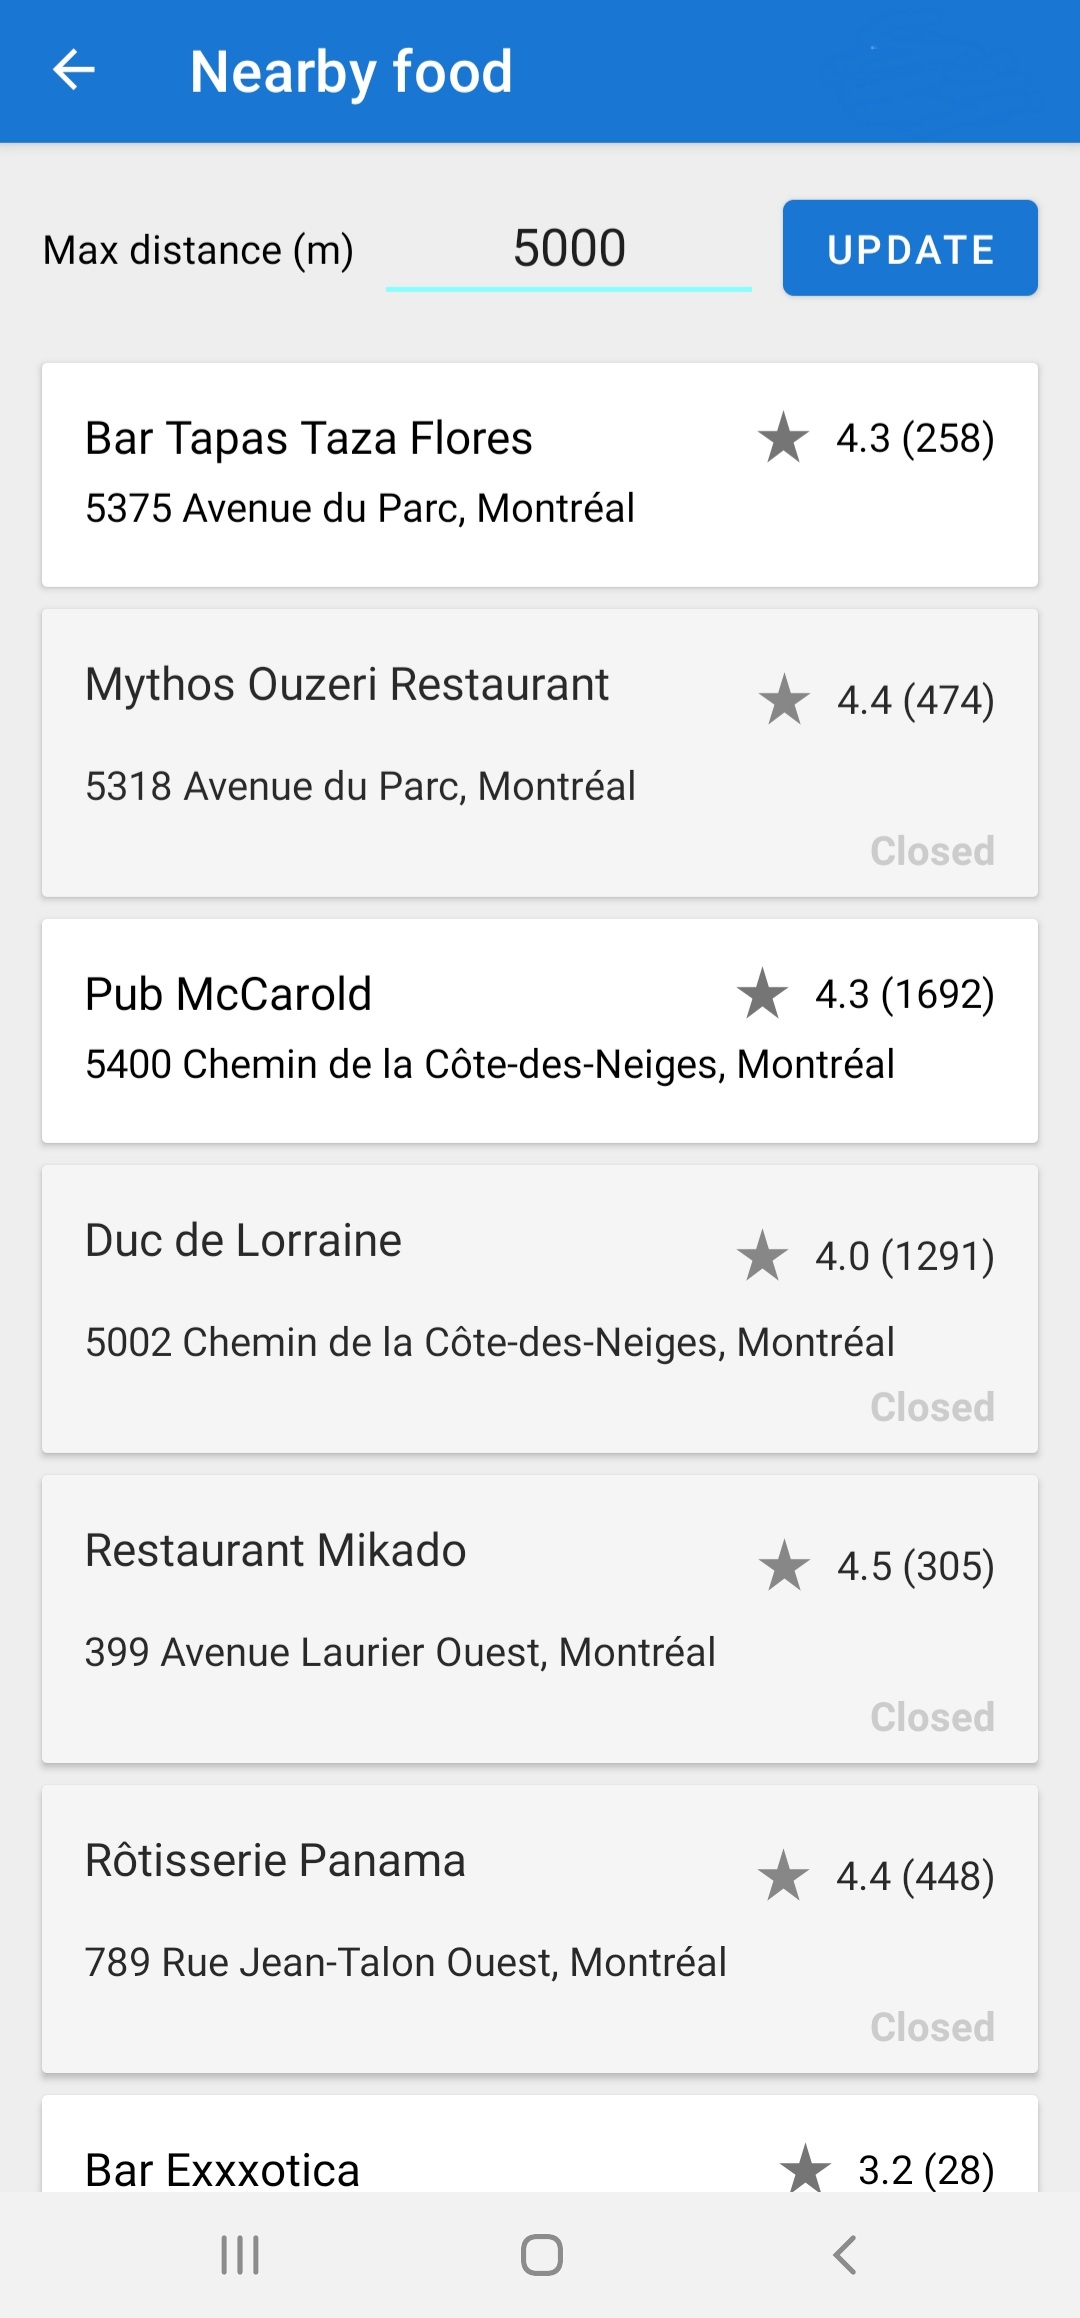 Nearby food
Max distance (m) 5000 UPDATE
Bar Tapas Taza Flores 4.3 (258)
5375 Avenue du Parc, Montréal
Mythos Ouzeri Restaurant 4.4 (474)
5318 Avenue du Parc, Montréal
Closed
Pub McCarold 4.3 (1692)
5400 Chemin de la Côte-des-Neiges, Montréal
Duc de Lorraine 4.0 (1291)
5002 Chemin de la Côte-des-Neiges, Montréal
Closed
Restaurant Mikado 4.5 (305)
399 Avenue Laurier Ouest, Montréal
Closed
Rôtisserie Panama 4.4 (448)
789 Rue Jean-Talon Ouest, Montréal
Closed
Bar Exxxotica 3.2 (28)